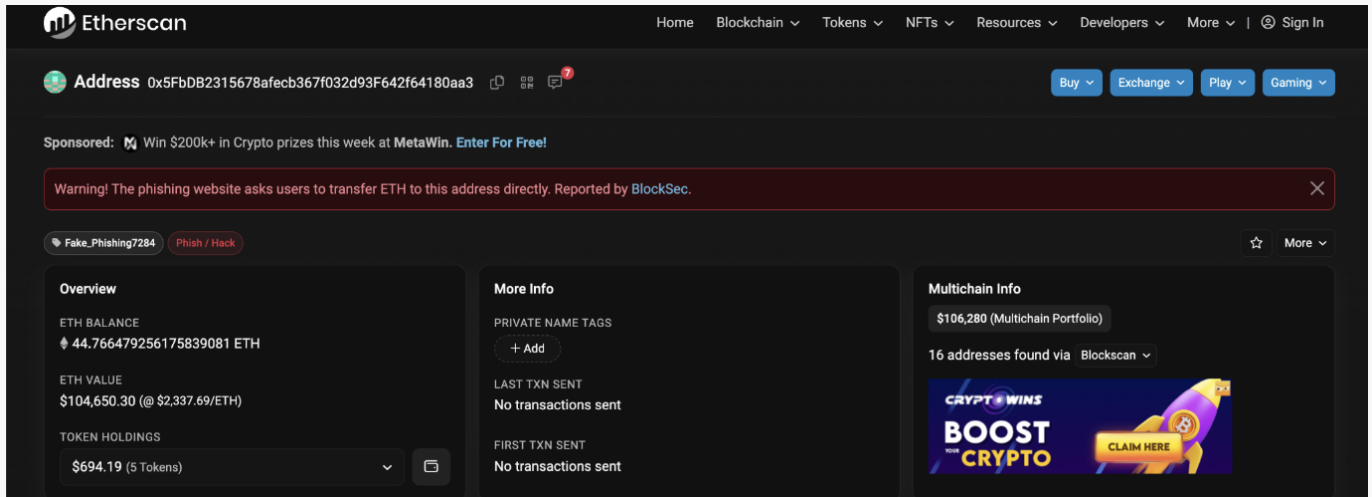 Etherscan
Home Blockchain Tokens NFTs Resources Developers More | Sign In
Address 0x5FbDB2315678afecb367f032d93F642f64180aa3 7
Buy Exchange Play Gaming
Sponsored: Win $200k+ in Crypto prizes this week at MetaWin. Enter For Free!
Warning! The phishing website asks users to transfer ETH to this address directly. Reported by BlockSec.
Fake_Phishing7284 Phish / Hack
More
Overview
ETH BALANCE
44.766479256175839081 ETH
ETH VALUE
$104,650.30 (@ $2,337.69/ETH)
TOKEN HOLDINGS
$694.19 (5 Tokens)
More Info
PRIVATE NAME TAGS
+ Add
LAST TXN SENT
No transactions sent
FIRST TXN SENT
No transactions sent
Multichain Info
$106,280 (Multichain Portfolio)
16 addresses found via Blockscan
CRYPTO WINS
BOOST
YOUR CRYPTO
CLAIM HERE